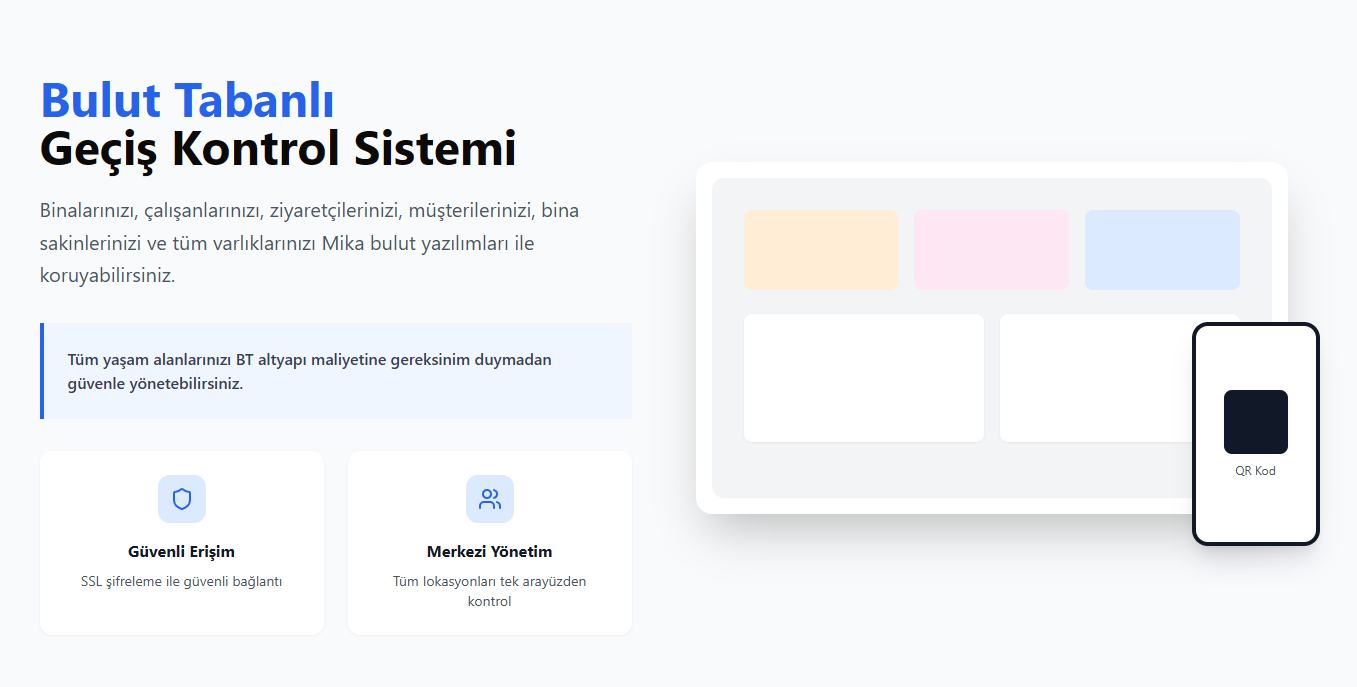 Bulut Tabanlı
Geçiş Kontrol Sistemi
Binalarınızı, çalışanlarınızı, ziyaretçilerinizi, müşterilerinizi, bina
sakinlerinizi ve tüm varlıklarınızı Mika bulut yazılımları ile
koruyabilirsiniz.
Tüm yaşam alanlarınızı BT altyapı maliyetine gereksinim duymadan
güvenle yönetebilirsiniz.
Güvenli Erişim
SSL şifreleme ile güvenli bağlantı
Merkezi Yönetim
Tüm lokasyonları tek arayüzden
kontrol
QR Kod